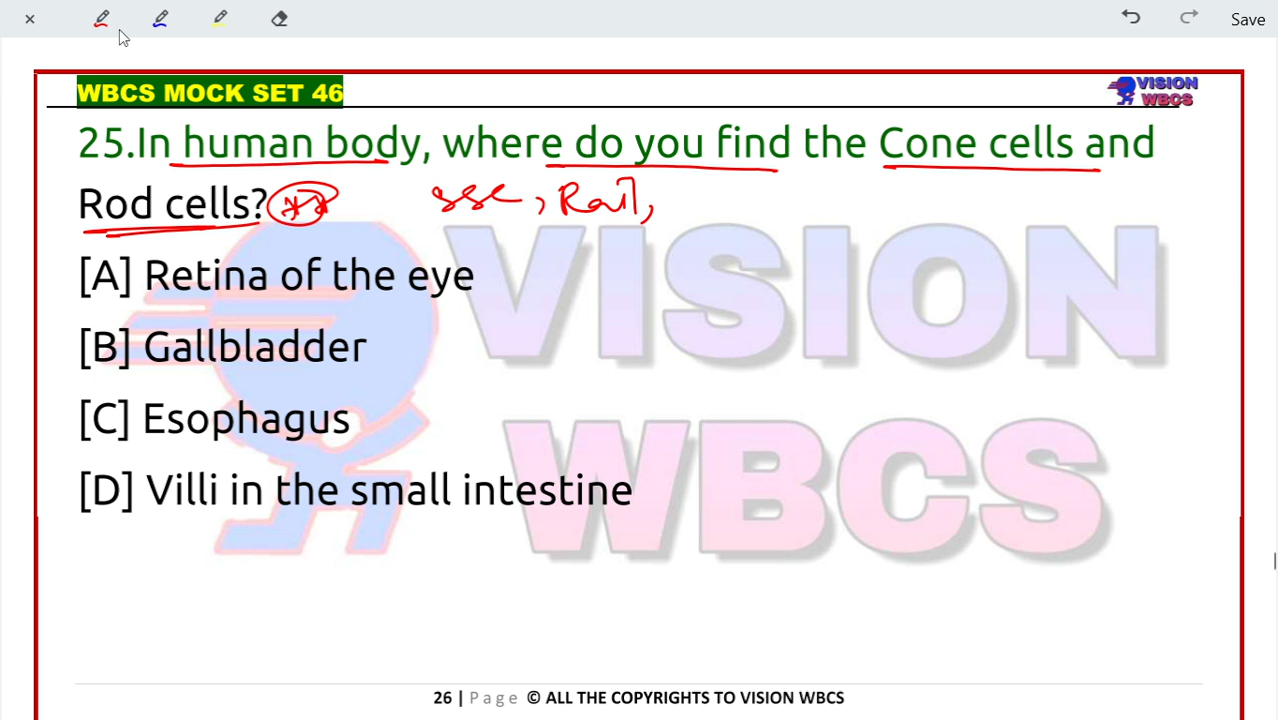 Save
WBCS MOCK SET 46
VISION
WBCS
25.In human body, where do you find the Cone cells and
Rod cells? ** SSC, Rail,
[A] Retina of the eye
[B] Gallbladder
[C] Esophagus
[D] Villi in the small intestine
VISION
WBCS
26 | Page © ALL THE COPYRIGHTS TO VISION WBCS